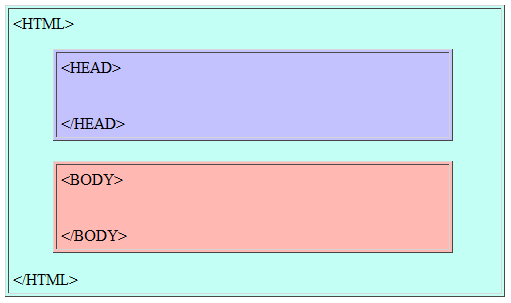 <HTML>
<HEAD>
</HEAD>
<BODY>
</BODY>
</HTML>